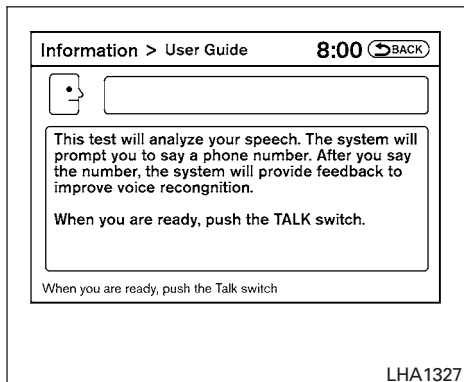 Information > User Guide 8:00 BACK
This test will analyze your speech. The system will
prompt you to say a phone number. After you say
the number, the system will provide feedback to
improve voice recongnition.
When you are ready, push the TALK switch.
When you are ready, push the Talk switch
LHA1327